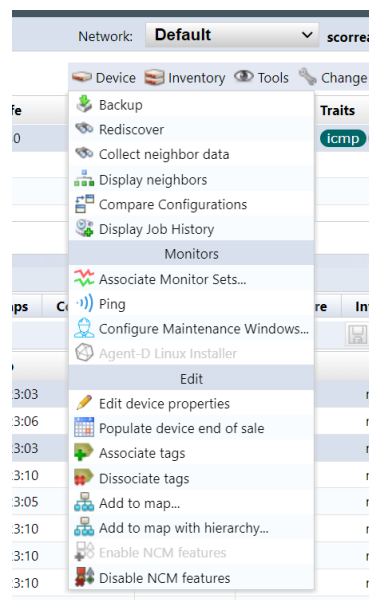 Network: Default scorrea
Device Inventory Tools Change
fe Traits
0 icmp
Backup
Rediscover
Collect neighbor data
Display neighbors
Compare Configurations
Display Job History
Monitors
Associate Monitor Sets...
aps Co re In
Ping
Configure Maintenance Windows...
Agent-D Linux Installer
Edit
3:03 Edit device properties
3:06 Populate device end of sale
3:03 Associate tags
3:10 Dissociate tags
3:05 Add to map...
3:10 Add to map with hierarchy...
3:10 Enable NCM features
3:10 Disable NCM features